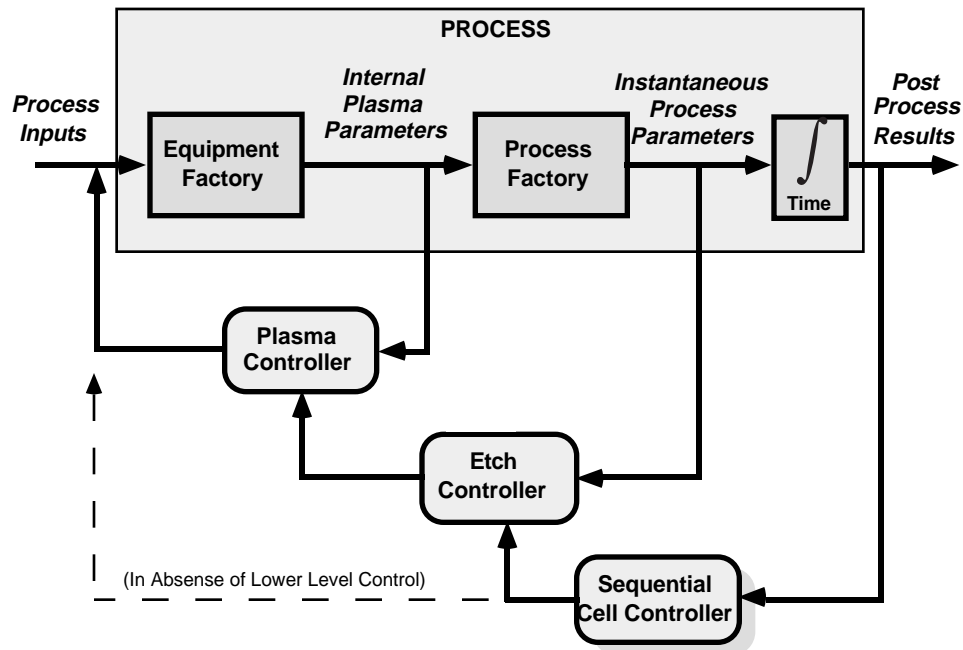 PROCESS
Process
Inputs
Internal
Plasma
Parameters
Instantaneous
Process
Parameters
Post
Process
Results
Equipment
Factory
Process
Factory
∫
Time
Plasma
Controller
Etch
Controller
(In Absense of Lower Level Control)
Sequential
Cell Controller